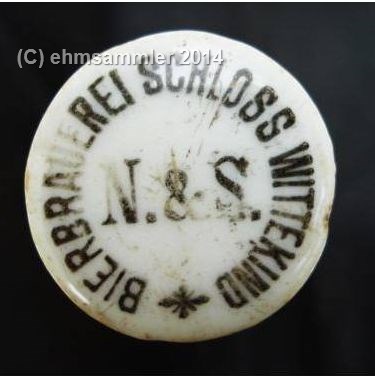 (C) ehmsammler 2014
BIERBRAUEREI SCHLOSS WITTEKIND
N. & S.